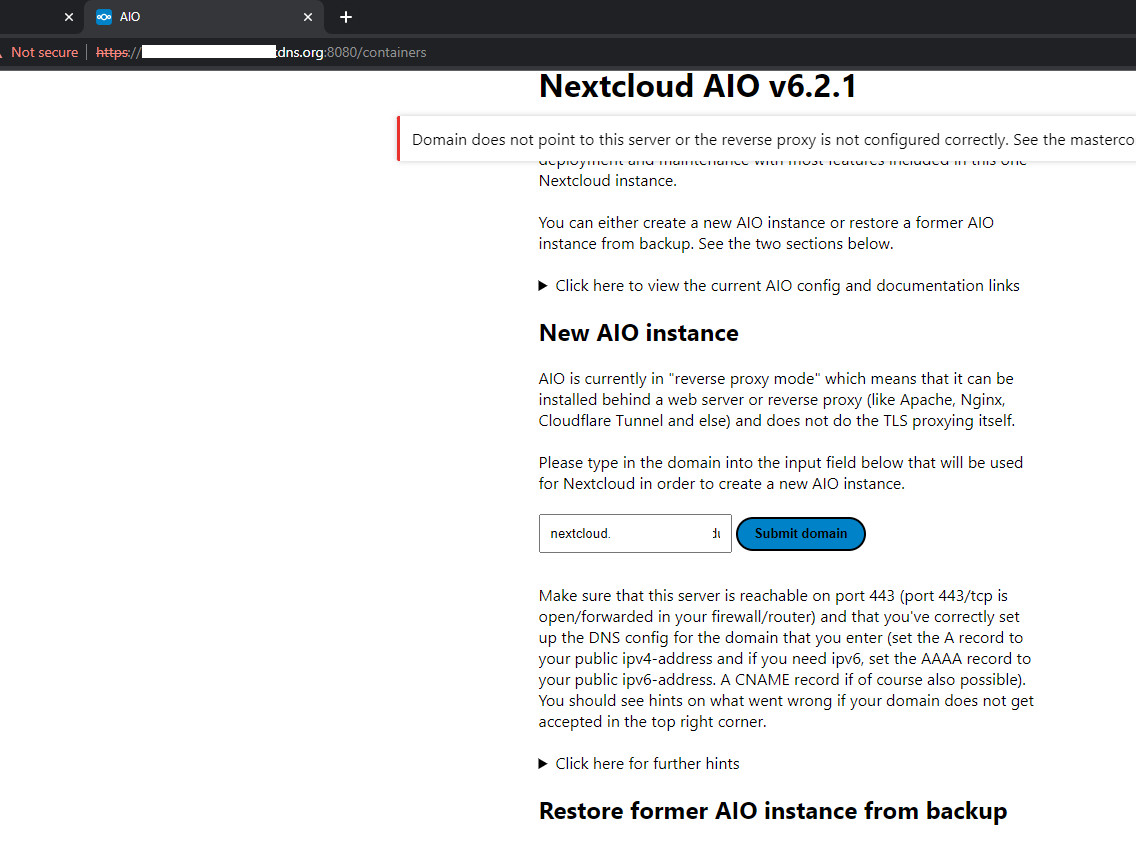 AIO
Not secure https:// dns.org:8080/containers
Nextcloud AIO v6.2.1
Domain does not point to this server or the reverse proxy is not configured correctly. See the masterco
deployment and maintenance with most features included in this one
Nextcloud instance.
You can either create a new AIO instance or restore a former AIO
instance from backup. See the two sections below.
Click here to view the current AIO config and documentation links
New AIO instance
AIO is currently in "reverse proxy mode" which means that it can be
installed behind a web server or reverse proxy (like Apache, Nginx,
Cloudflare Tunnel and else) and does not do the TLS proxying itself.
Please type in the domain into the input field below that will be used
for Nextcloud in order to create a new AIO instance.
nextcloud. Submit domain
Make sure that this server is reachable on port 443 (port 443/tcp is
open/forwarded in your firewall/router) and that you've correctly set
up the DNS config for the domain that you enter (set the A record to
your public ipv4-address and if you need ipv6, set the AAAA record to
your public ipv6-address. A CNAME record if of course also possible).
You should see hints on what went wrong if your domain does not get
accepted in the top right corner.
Click here for further hints
Restore former AIO instance from backup